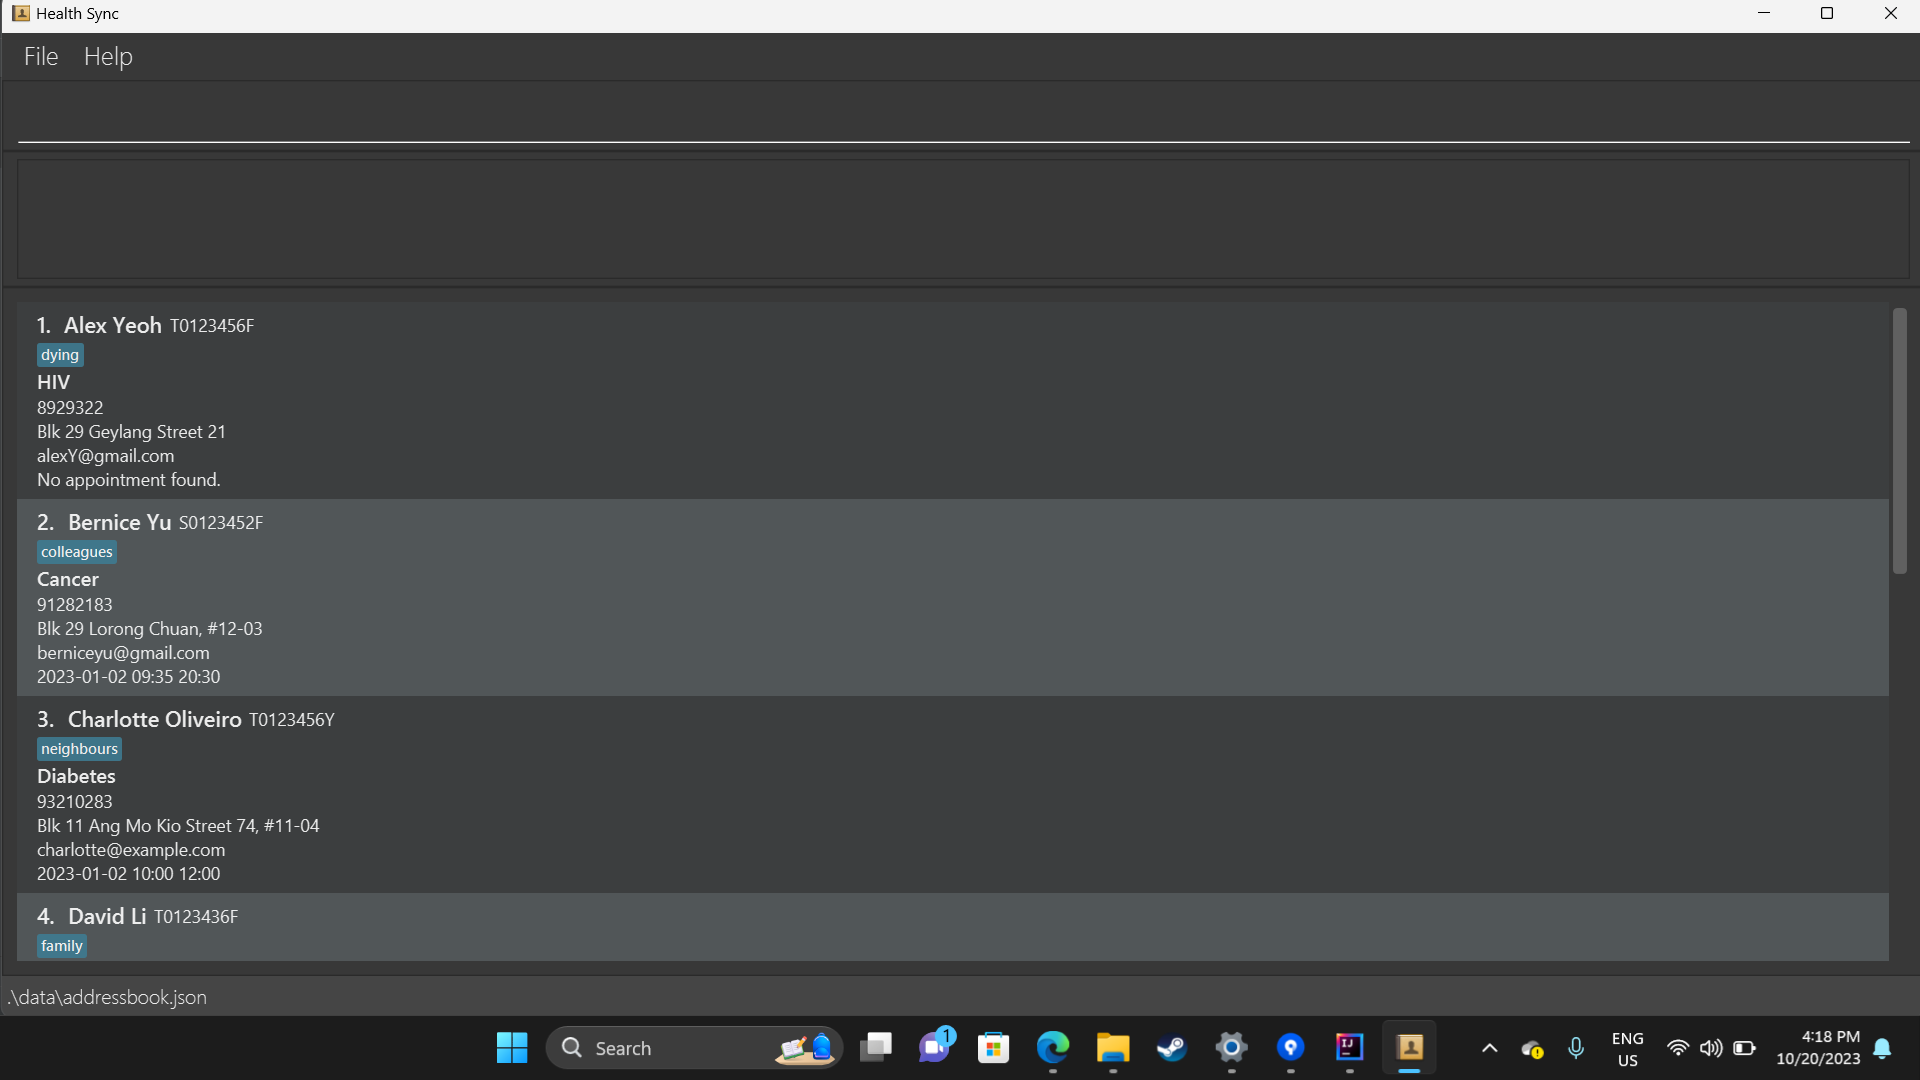 Health Sync
File Help
1. Alex Yeoh T0123456F
dying
HIV
8929322
Blk 29 Geylang Street 21
alexY@gmail.com
No appointment found.
2. Bernice Yu S0123452F
colleagues
Cancer
91282183
Blk 29 Lorong Chuan, #12-03
berniceyu@gmail.com
2023-01-02 09:35 20:30
3. Charlotte Oliveiro T0123456Y
neighbours
Diabetes
93210283
Blk 11 Ang Mo Kio Street 74, #11-04
charlotte@example.com
2023-01-02 10:00 12:00
4. David Li T0123436F
family
.\data\addressbook.json
Search
1
IJ
ENG
US
4:18 PM
10/20/2023